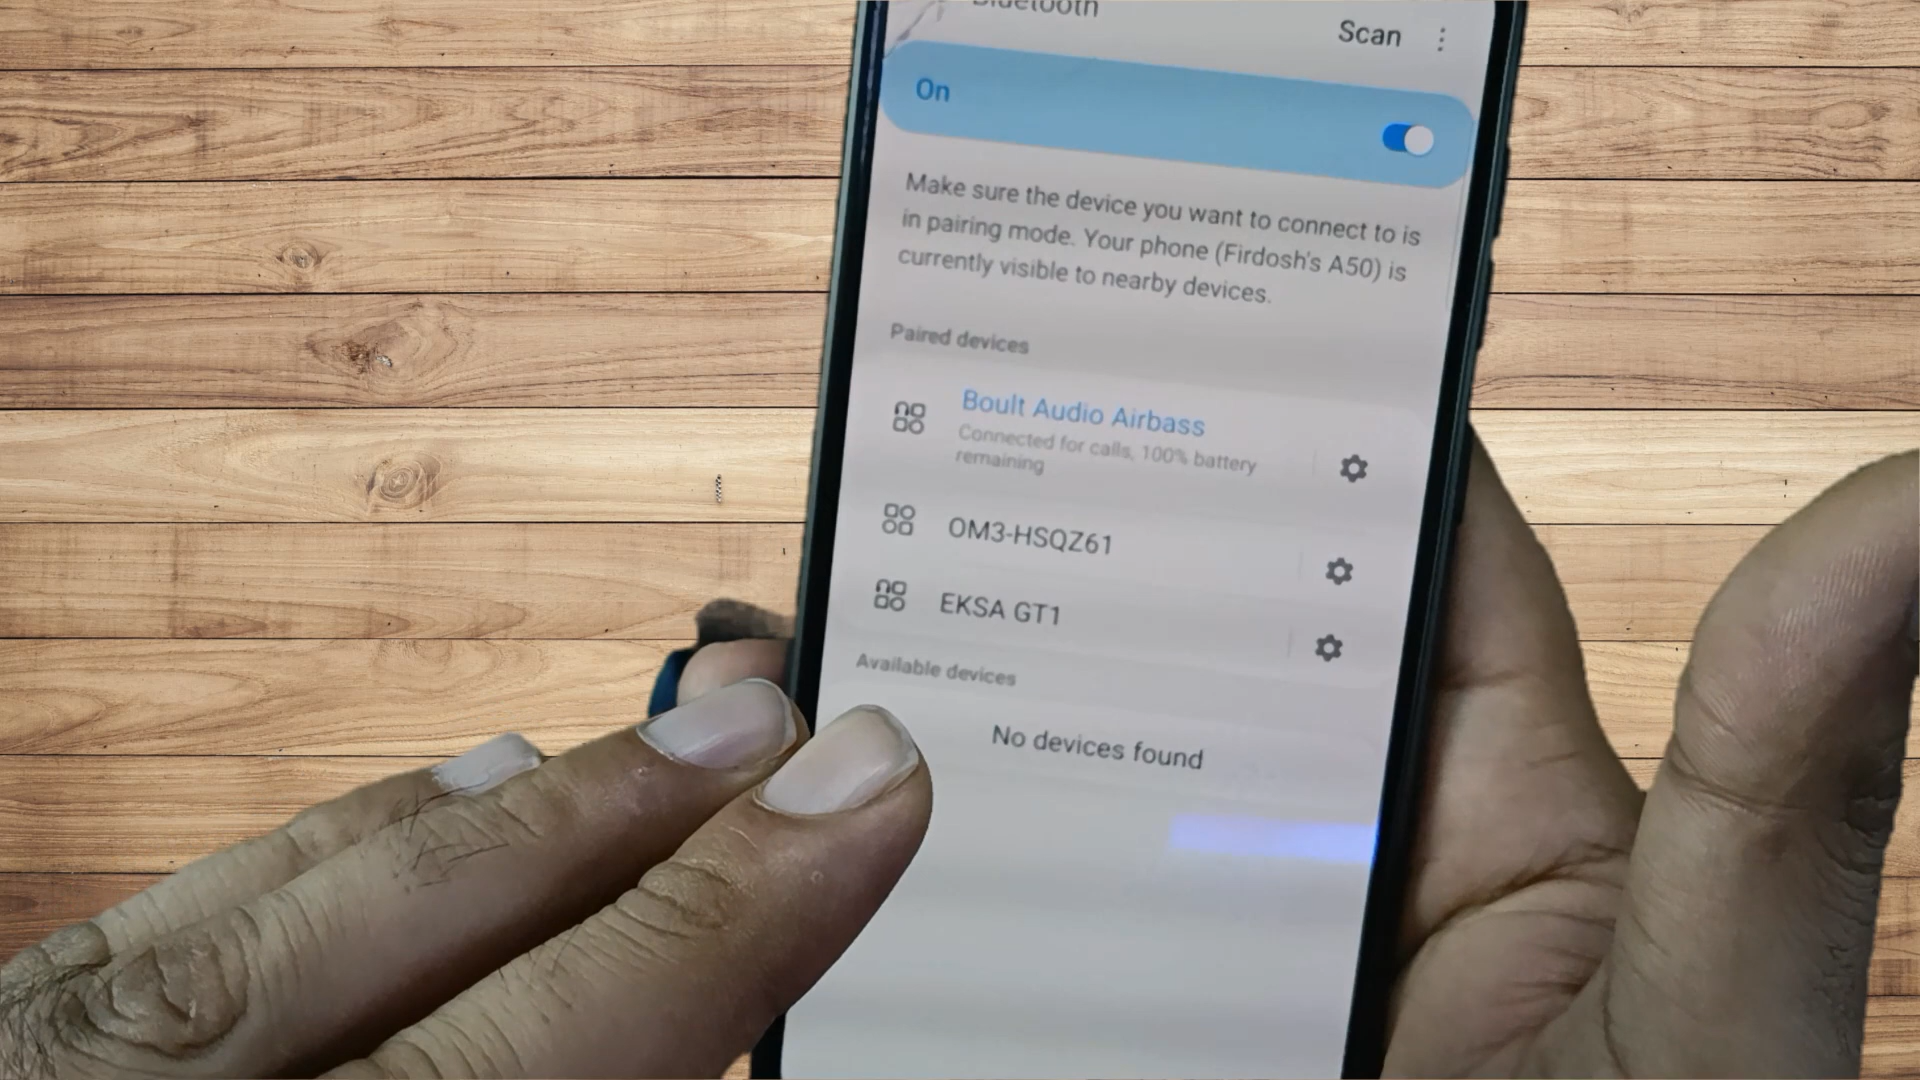 Bluetooth
Scan
On
Make sure the device you want to connect to is
in pairing mode. Your phone (Firdosh's A50) is
currently visible to nearby devices.
Paired devices
Boult Audio Airbass
Connected for calls, 100% battery
remaining
OM3-HSQZ61
EKSA GT1
Available devices
No devices found